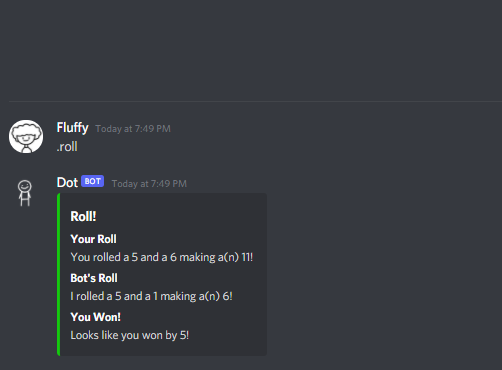 Fluffy Today at 7:49 PM
.roll
Dot BOT Today at 7:49 PM
Roll!
Your Roll
You rolled a 5 and a 6 making a(n) 11!
Bot's Roll
I rolled a 5 and a 1 making a(n) 6!
You Won!
Looks like you won by 5!